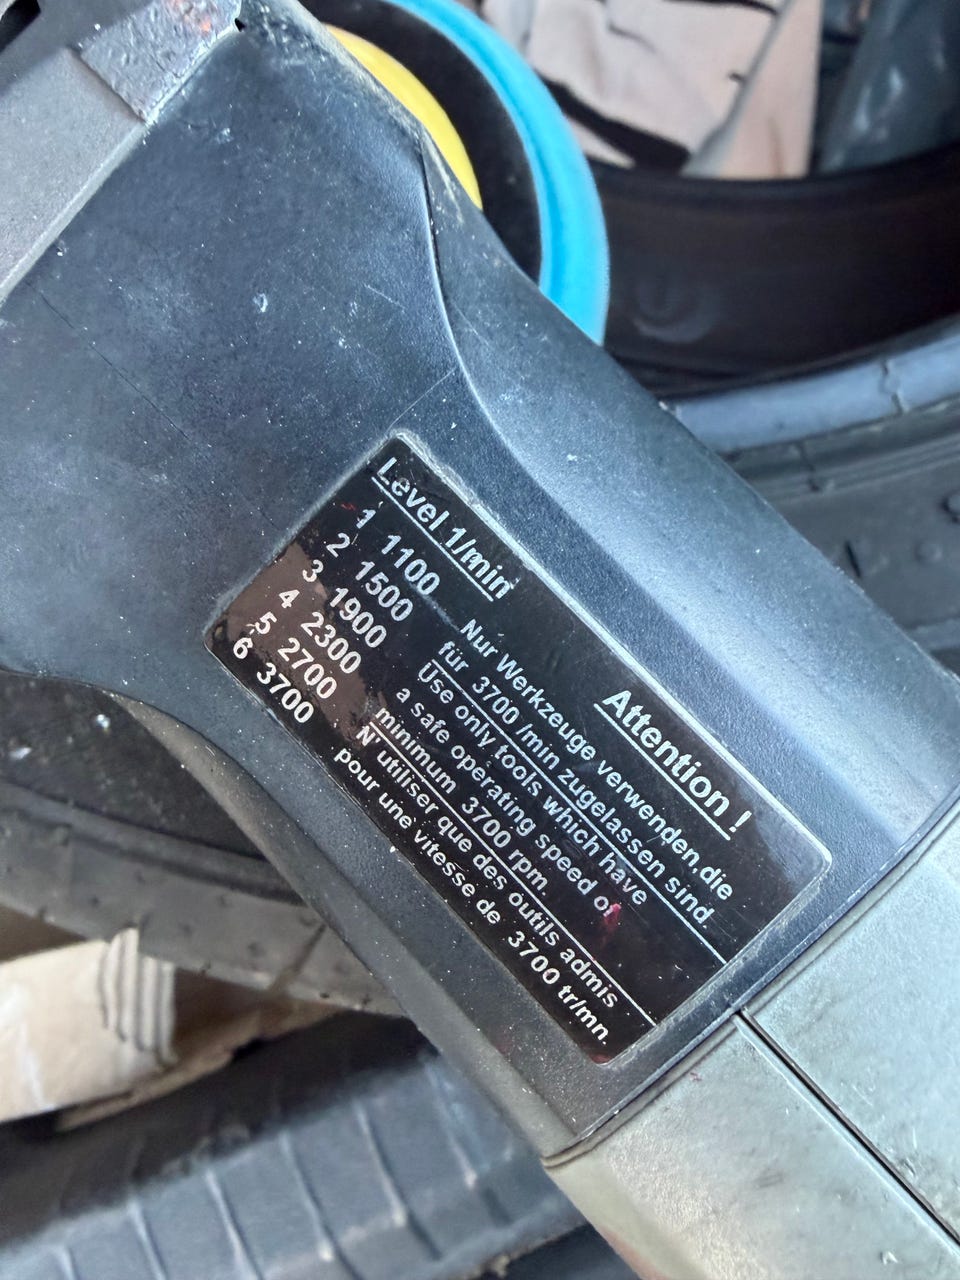 Level 1/min
1 1100
2 1500
3 1900
4 2300
5 2700
6 3700
Attention !
Nur Werkzeuge verwenden,die
für 3700 /min zugelassen sind.
Use only tools which have
a safe operating speed of
minimum 3700 rpm.
N' utiliser que des outils admis
pour une vitesse de 3700 tr/mn.